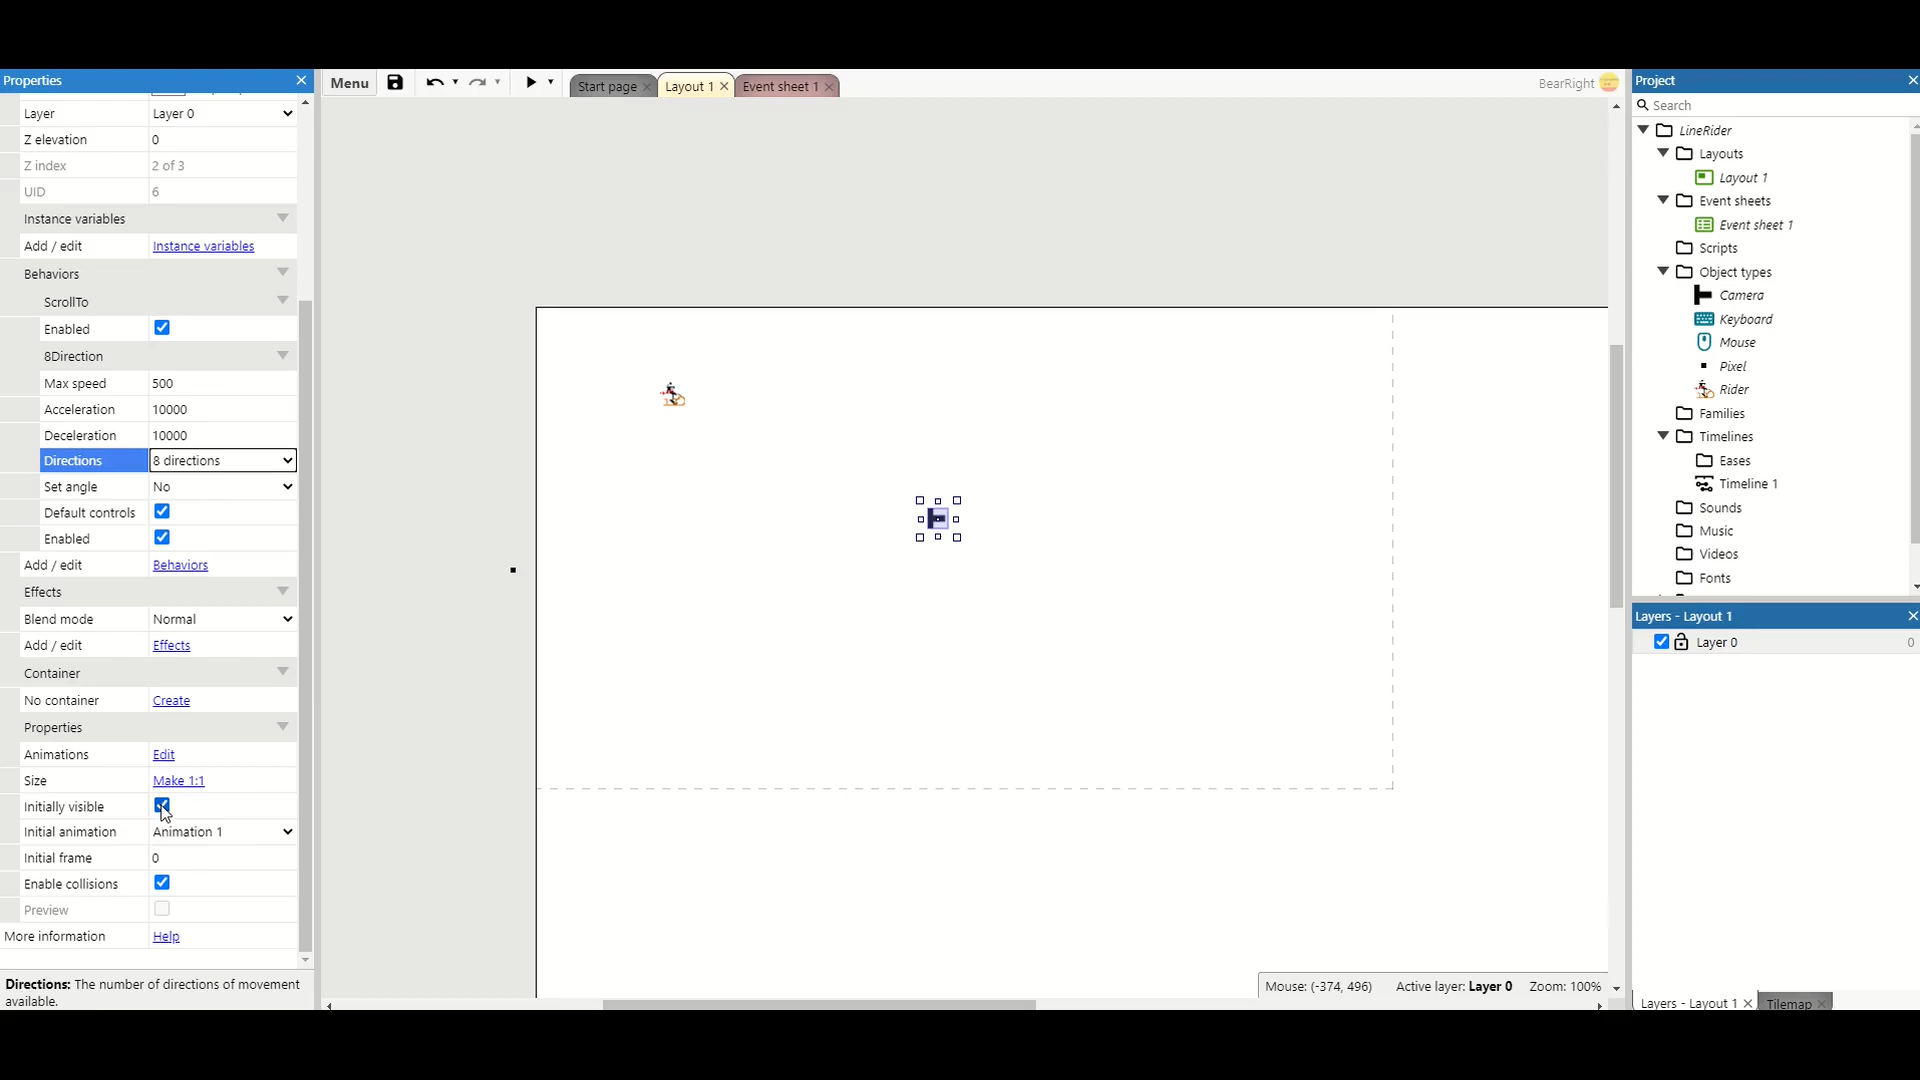 Properties
Layer Layer 0
Z elevation 0
Z index 2 of 3
UID 6
Instance variables
Add / edit Instance variables
Behaviors
ScrollTo
Enabled
8Direction
Max speed 500
Acceleration 10000
Deceleration 10000
Directions 8 directions
Set angle No
Default controls
Enabled
Add / edit Behaviors
Effects
Blend mode Normal
Add / edit Effects
Container
No container Create
Properties
Animations Edit
Size Make 1:1
Initially visible
Initial animation Animation 1
Initial frame 0
Enable collisions
Preview
More information Help
Directions: The number of directions of movement
available.
Menu Start page Layout 1 Event sheet 1 BearRight
Mouse: (-374, 496) Active layer: Layer 0 Zoom: 100%
Project
Search
LineRider
Layouts
Layout 1
Event sheets
Event sheet 1
Scripts
Object types
Camera
Keyboard
Mouse
Pixel
Rider
Families
Timelines
Eases
Timeline 1
Sounds
Music
Videos
Fonts
Layers - Layout 1
Layer 0 0
Layers - Layout 1 Tilemap